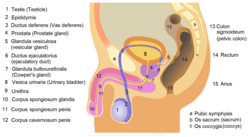 1 Testis (Testicle)
2 Epididymis
3 Ductus deferens (Vas deferens)
4 Prostata (Prostate gland)
5 Glandula vesiculosa
(vesicular gland)
6 Ductus ejaculatorius
(ejaculatory duct)
7 Glandula bulbourethralis
(Cowper's gland)
8 Vesica urinaria (Urinary bladder)
9 Urethra
10 Corpus spongiosum glandis
11 Corpus spongiosum penis
12 Corpus cavernosum penis
13 Colon
sigmoideum
(pelvic colon)
14 Rectum
15 Anus
a Pubic symphysis
b Os sacrum (sacrum)
c Os coccygis (coccyx)